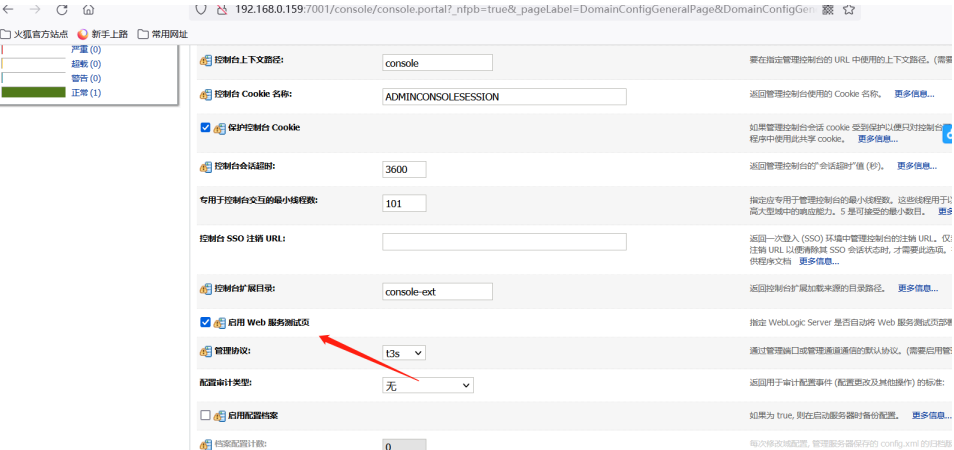 192.168.0.159:7001/console/console.portal?_nfpb=true&_pageLabel=DomainConfigGeneralPage&DomainConfigGen
火狐官方站点 新手上路 常用网址
严重 (0)
超载 (0)
警告 (0)
正常 (1)
控制台上下文路径: console 要在指定管理控制台的 URL 中使用的上下文路径。(需要
控制台 Cookie 名称: ADMINCONSOLESESSION 返回管理控制台使用的 Cookie 名称。 更多信息...
保护控制台 Cookie 如果管理控制台会话 cookie 受到保护以便只对控制台
程序中使用此共享 cookie。 更多信息...
控制台会话超时: 3600 返回管理控制台的"会话超时"值 (秒)。 更多信息...
专用于控制台交互的最小线程数: 101 指定应专用于管理控制台的最小线程数。这些线程用于以
高大型域中的响应能力。5 是可接受的最小数目。 更多
控制台 SSO 注销 URL: 返回一次登入 (SSO) 环境中管理控制台的注销 URL。仅
注销 URL 以便清除其 SSO 会话状态时, 才需要此选项。
供程序文档 更多信息...
控制台扩展目录: console-ext 返回控制台扩展加载来源的目录路径。 更多信息...
启用 Web 服务测试页 指定 WebLogic Server 是否自动将 Web 服务测试页部署
管理协议: t3s 通过管理端口或管理通道通信的默认协议。(需要启用管
配置审计类型: 无 返回用于审计配置事件 (配置更改及其他操作) 的标准:
启用配置档案 如果为 true, 则在启动服务器时备份配置。 更多信息...
档案配置计数: 0 每次修改域配置, 管理服务器保存的 config.xml 的归档版